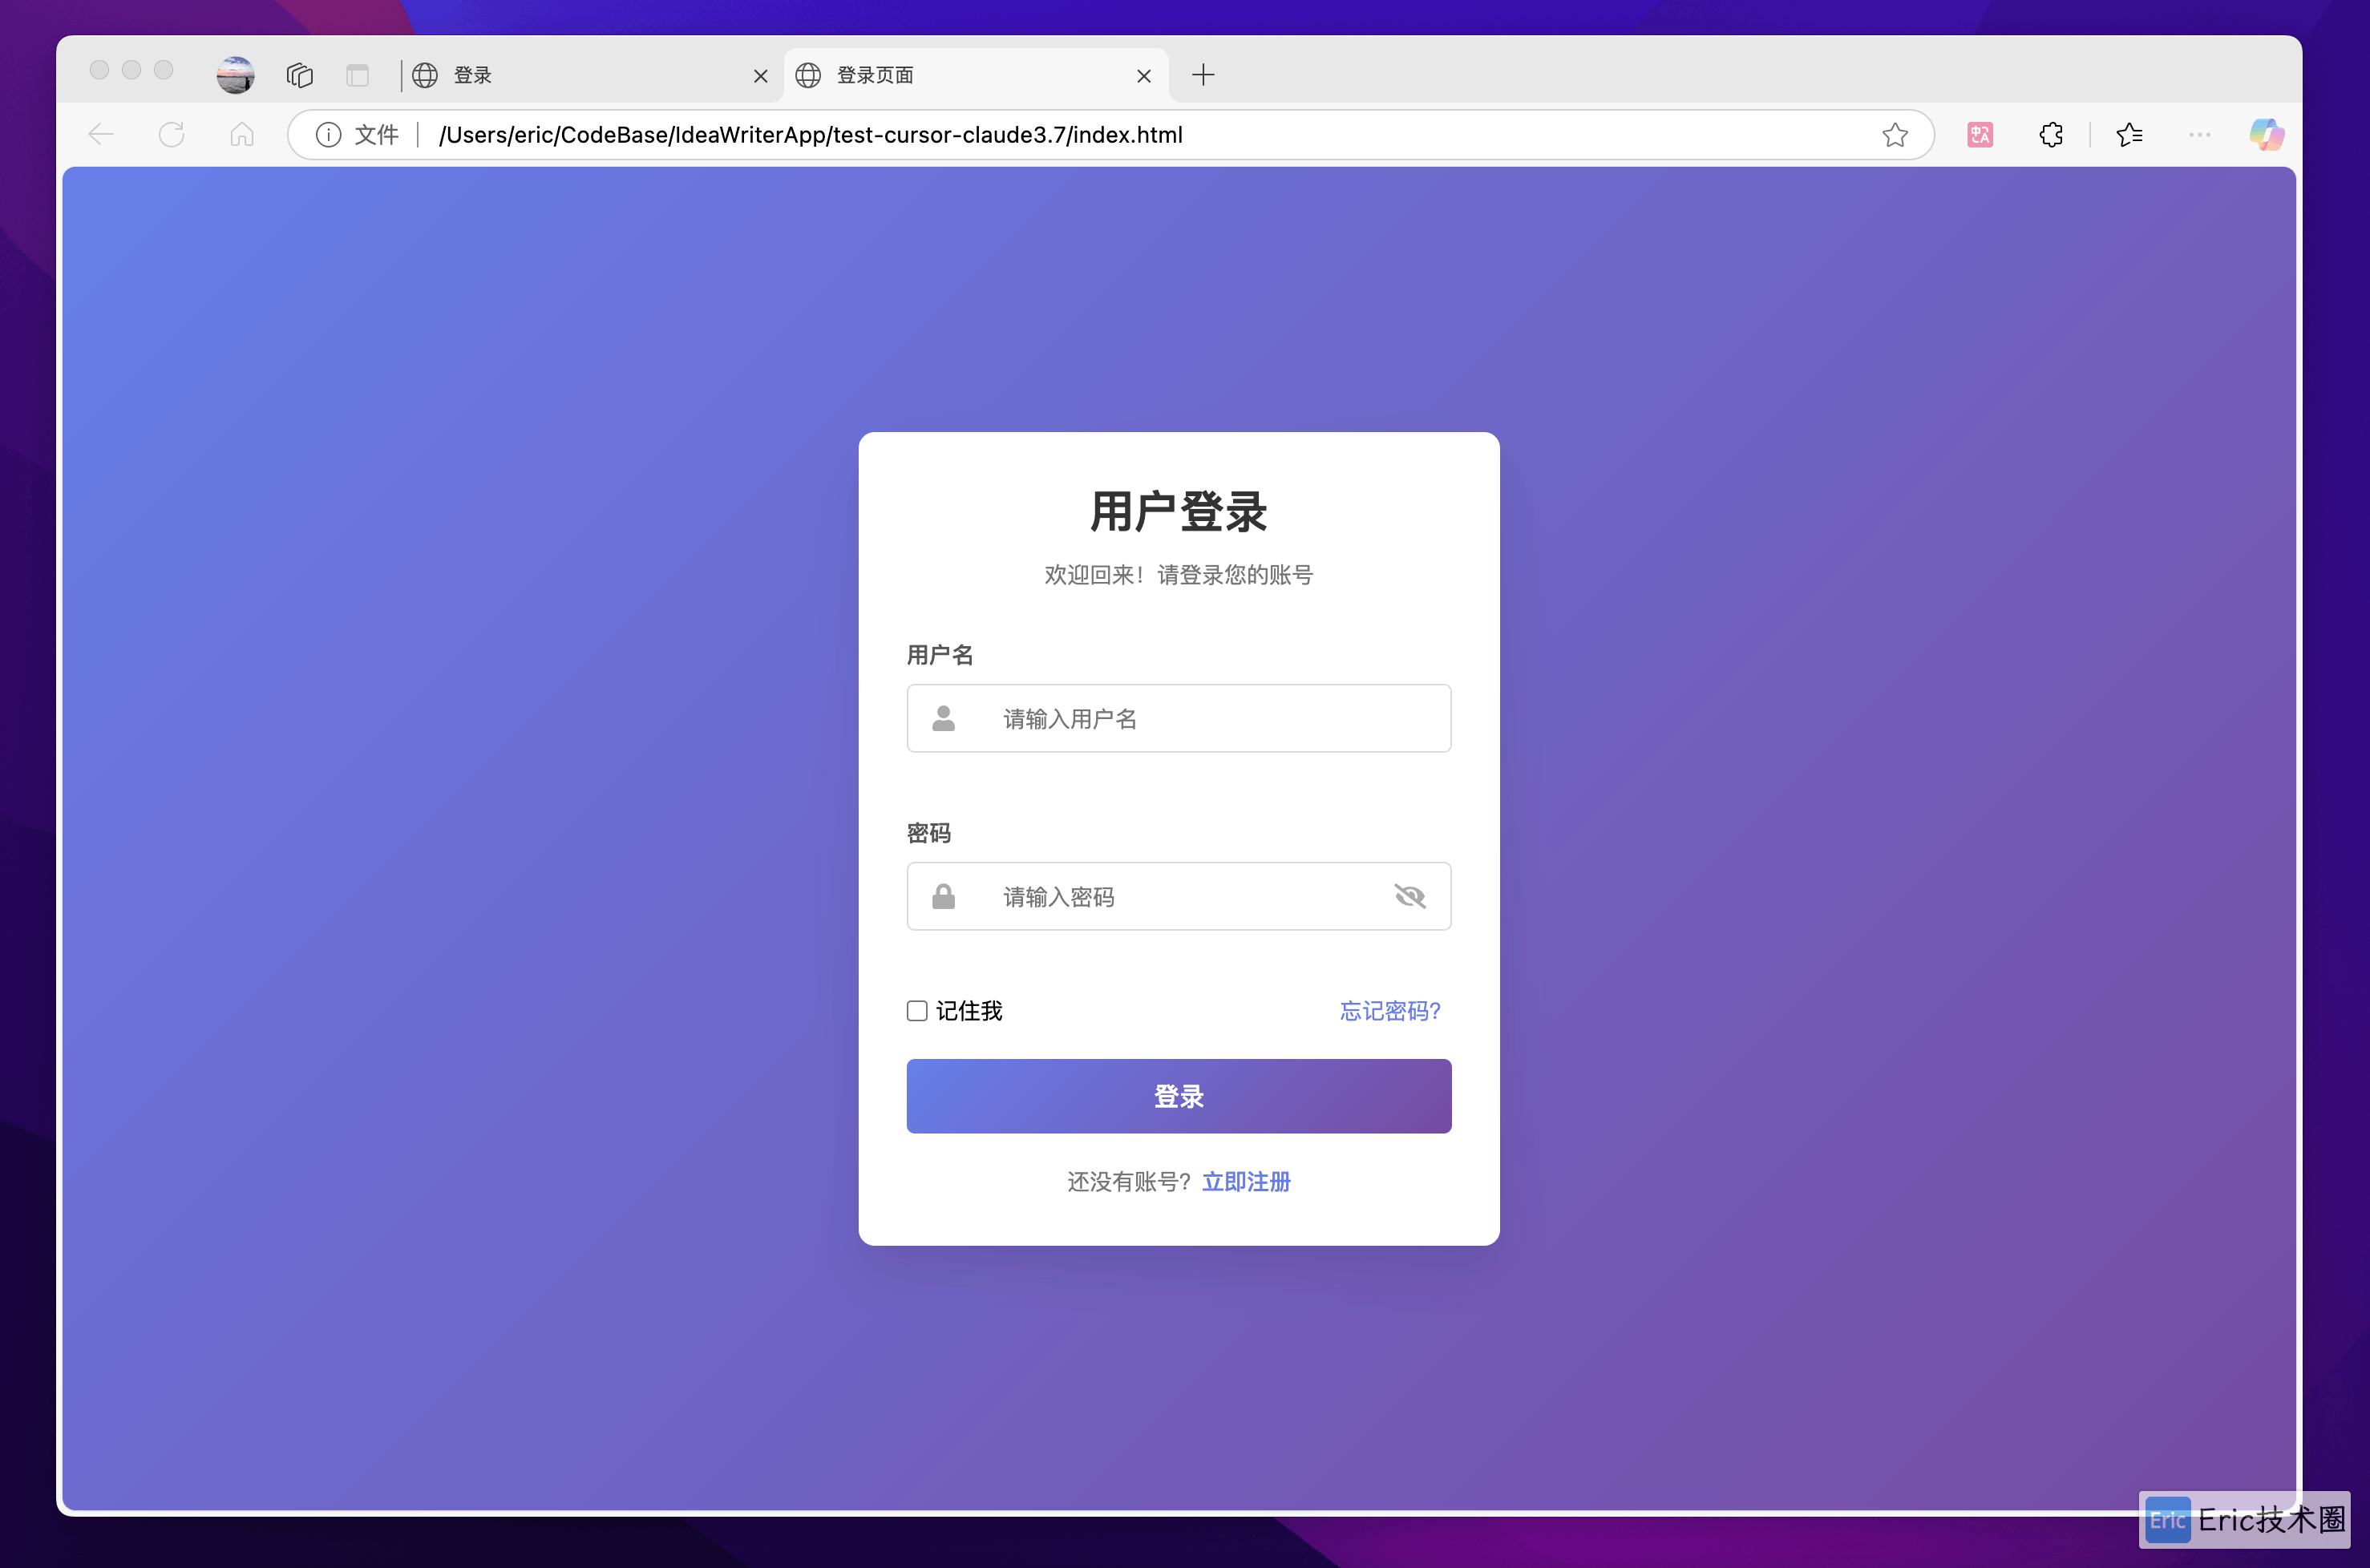 登录
登录页面
文件
/Users/eric/CodeBase/IdeaWriterApp/test-cursor-claude3.7/index.html
用户登录
欢迎回来！请登录您的账号
用户名
请输入用户名
密码
请输入密码
记住我
忘记密码?
登录
还没有账号? 立即注册
Eric Eric技术圈